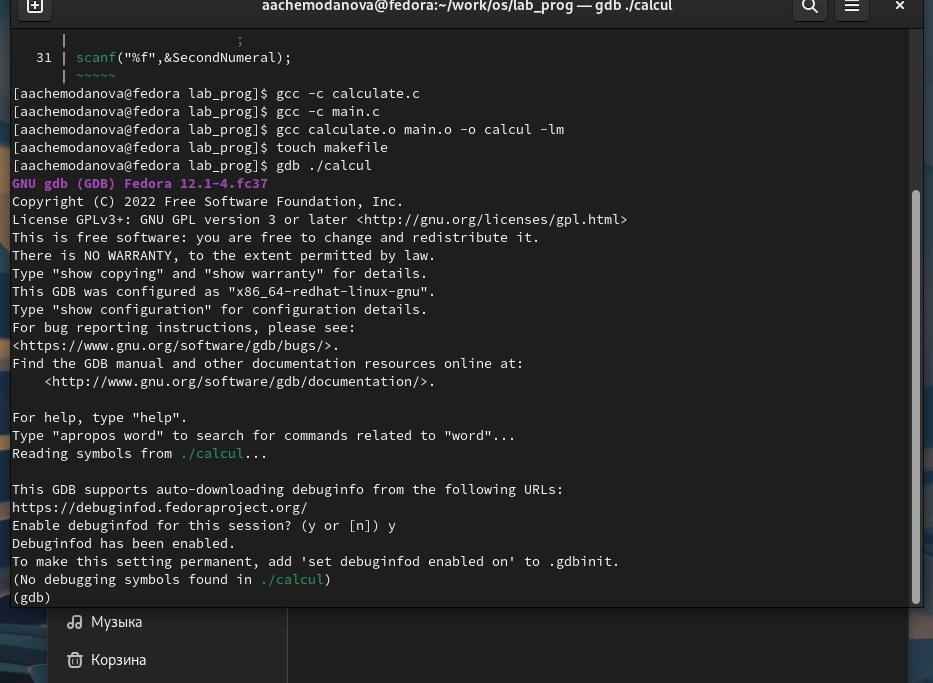 aachemodanova@fedora:~/work/os/lab_prog — gdb ./calcul
|                     ;
31 | scanf("%f",&SecondNumeral);
| ~~~~~
[aachemodanova@fedora lab_prog]$ gcc -c calculate.c
[aachemodanova@fedora lab_prog]$ gcc -c main.c
[aachemodanova@fedora lab_prog]$ gcc calculate.o main.o -o calcul -lm
[aachemodanova@fedora lab_prog]$ touch makefile
[aachemodanova@fedora lab_prog]$ gdb ./calcul
GNU gdb (GDB) Fedora 12.1-4.fc37
Copyright (C) 2022 Free Software Foundation, Inc.
License GPLv3+: GNU GPL version 3 or later <http://gnu.org/licenses/gpl.html>
This is free software: you are free to change and redistribute it.
There is NO WARRANTY, to the extent permitted by law.
Type "show copying" and "show warranty" for details.
This GDB was configured as "x86_64-redhat-linux-gnu".
Type "show configuration" for configuration details.
For bug reporting instructions, please see:
<https://www.gnu.org/software/gdb/bugs/>.
Find the GDB manual and other documentation resources online at:
    <http://www.gnu.org/software/gdb/documentation/>.
For help, type "help".
Type "apropos word" to search for commands related to "word"...
Reading symbols from ./calcul...
This GDB supports auto-downloading debuginfo from the following URLs:
https://debuginfod.fedoraproject.org/
Enable debuginfod for this session? (y or [n]) y
Debuginfod has been enabled.
To make this setting permanent, add 'set debuginfod enabled on' to .gdbinit.
(No debugging symbols found in ./calcul)
(gdb)
Музыка
Корзина